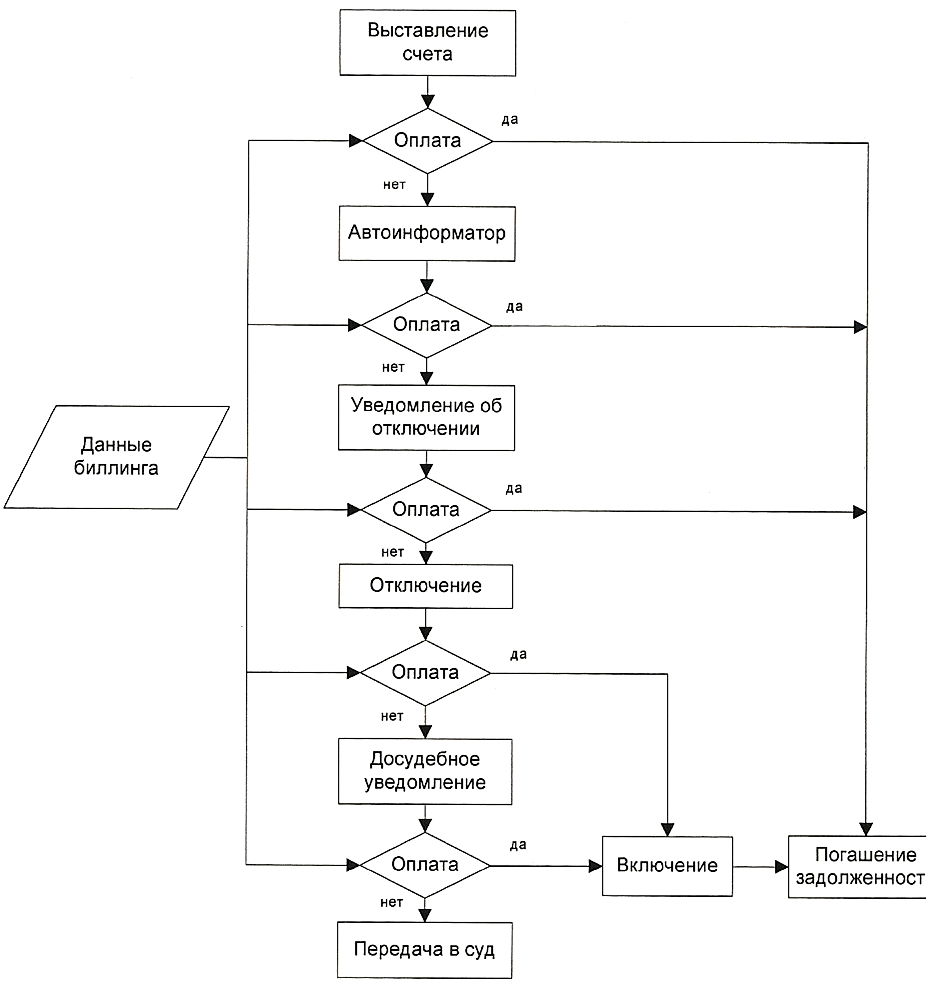 Выставление
счета
Оплата
да
нет
Автоинформатор
Оплата
да
нет
Уведомление об
отключении
Данные
биллинга
Оплата
да
нет
Отключение
Оплата
да
нет
Досудебное
уведомление
Оплата
да
Включение
Погашение
задолженност
нет
Передача в суд